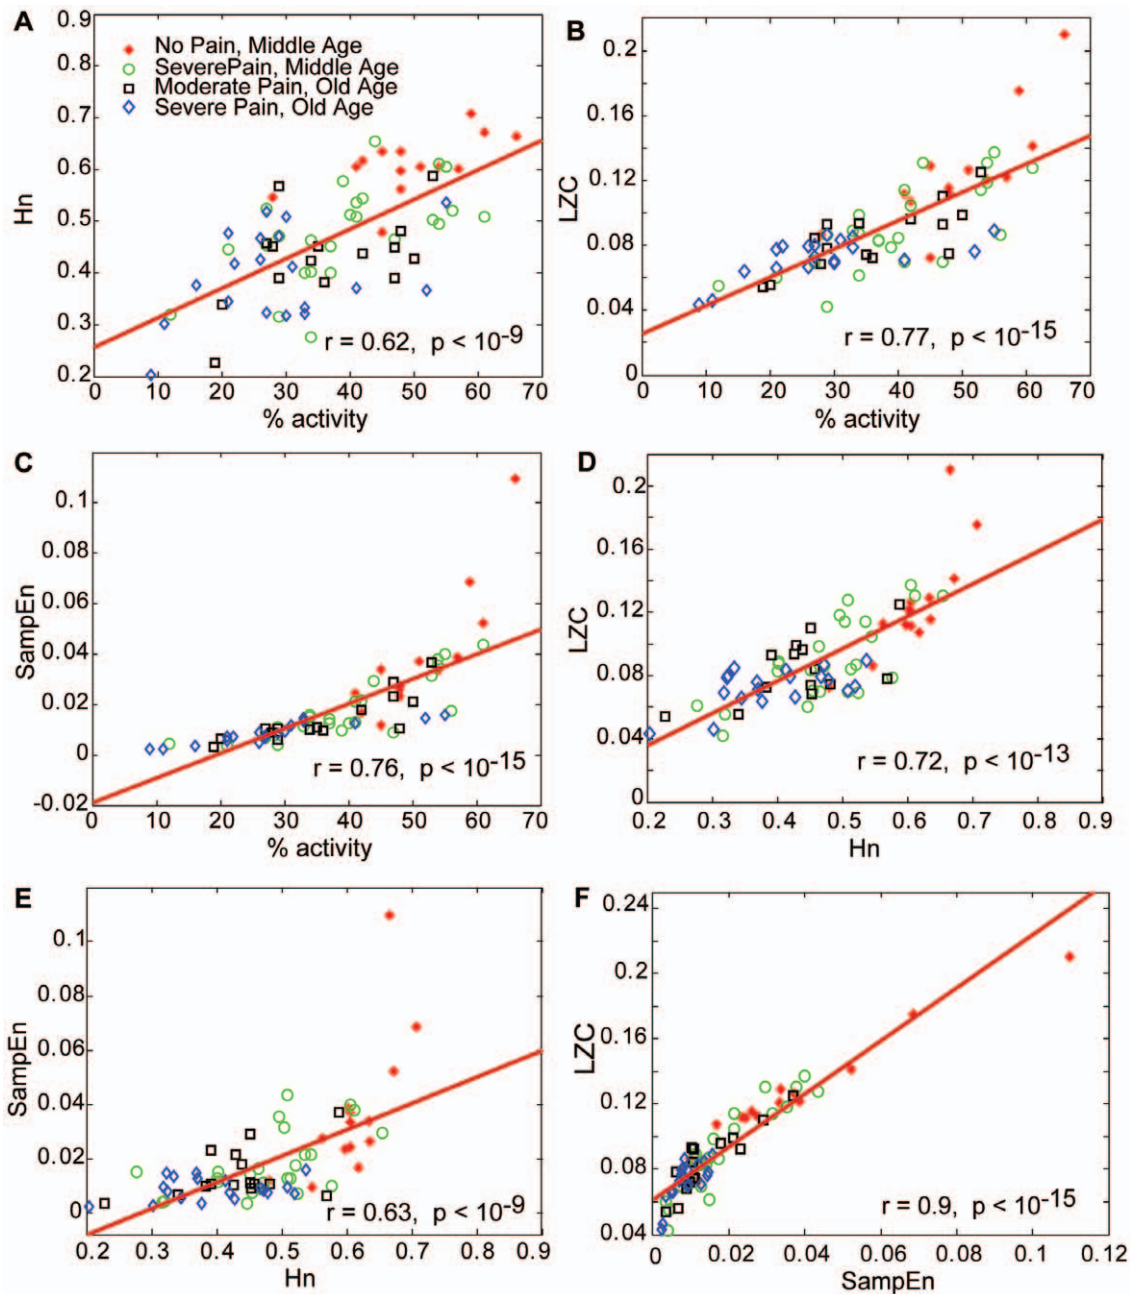 A
0.9
0.8
0.7
0.6
0.5
0.4
0.3
0.2
Hn
No Pain, Middle Age
SeverePain, Middle Age
Moderate Pain, Old Age
Severe Pain, Old Age
r = 0.62, p < 10⁻⁹
0 10 20 30 40 50 60 70
% activity
B
0.2
0.16
0.12
0.08
0.04
0
LZC
r = 0.77, p < 10⁻¹⁵
0 10 20 30 40 50 60 70
% activity
C
0.1
0.08
0.06
0.04
0.02
0
-0.02
SampEn
r = 0.76, p < 10⁻¹⁵
0 10 20 30 40 50 60 70
% activity
D
0.2
0.16
0.12
0.08
0.04
0
LZC
r = 0.72, p < 10⁻¹³
0.2 0.3 0.4 0.5 0.6 0.7 0.8 0.9
Hn
E
0.1
0.08
0.06
0.04
0.02
0
SampEn
r = 0.63, p < 10⁻⁹
0.2 0.3 0.4 0.5 0.6 0.7 0.8 0.9
Hn
F
0.24
0.2
0.16
0.12
0.08
0.04
LZC
r = 0.9, p < 10⁻¹⁵
0 0.02 0.04 0.06 0.08 0.1 0.12
SampEn